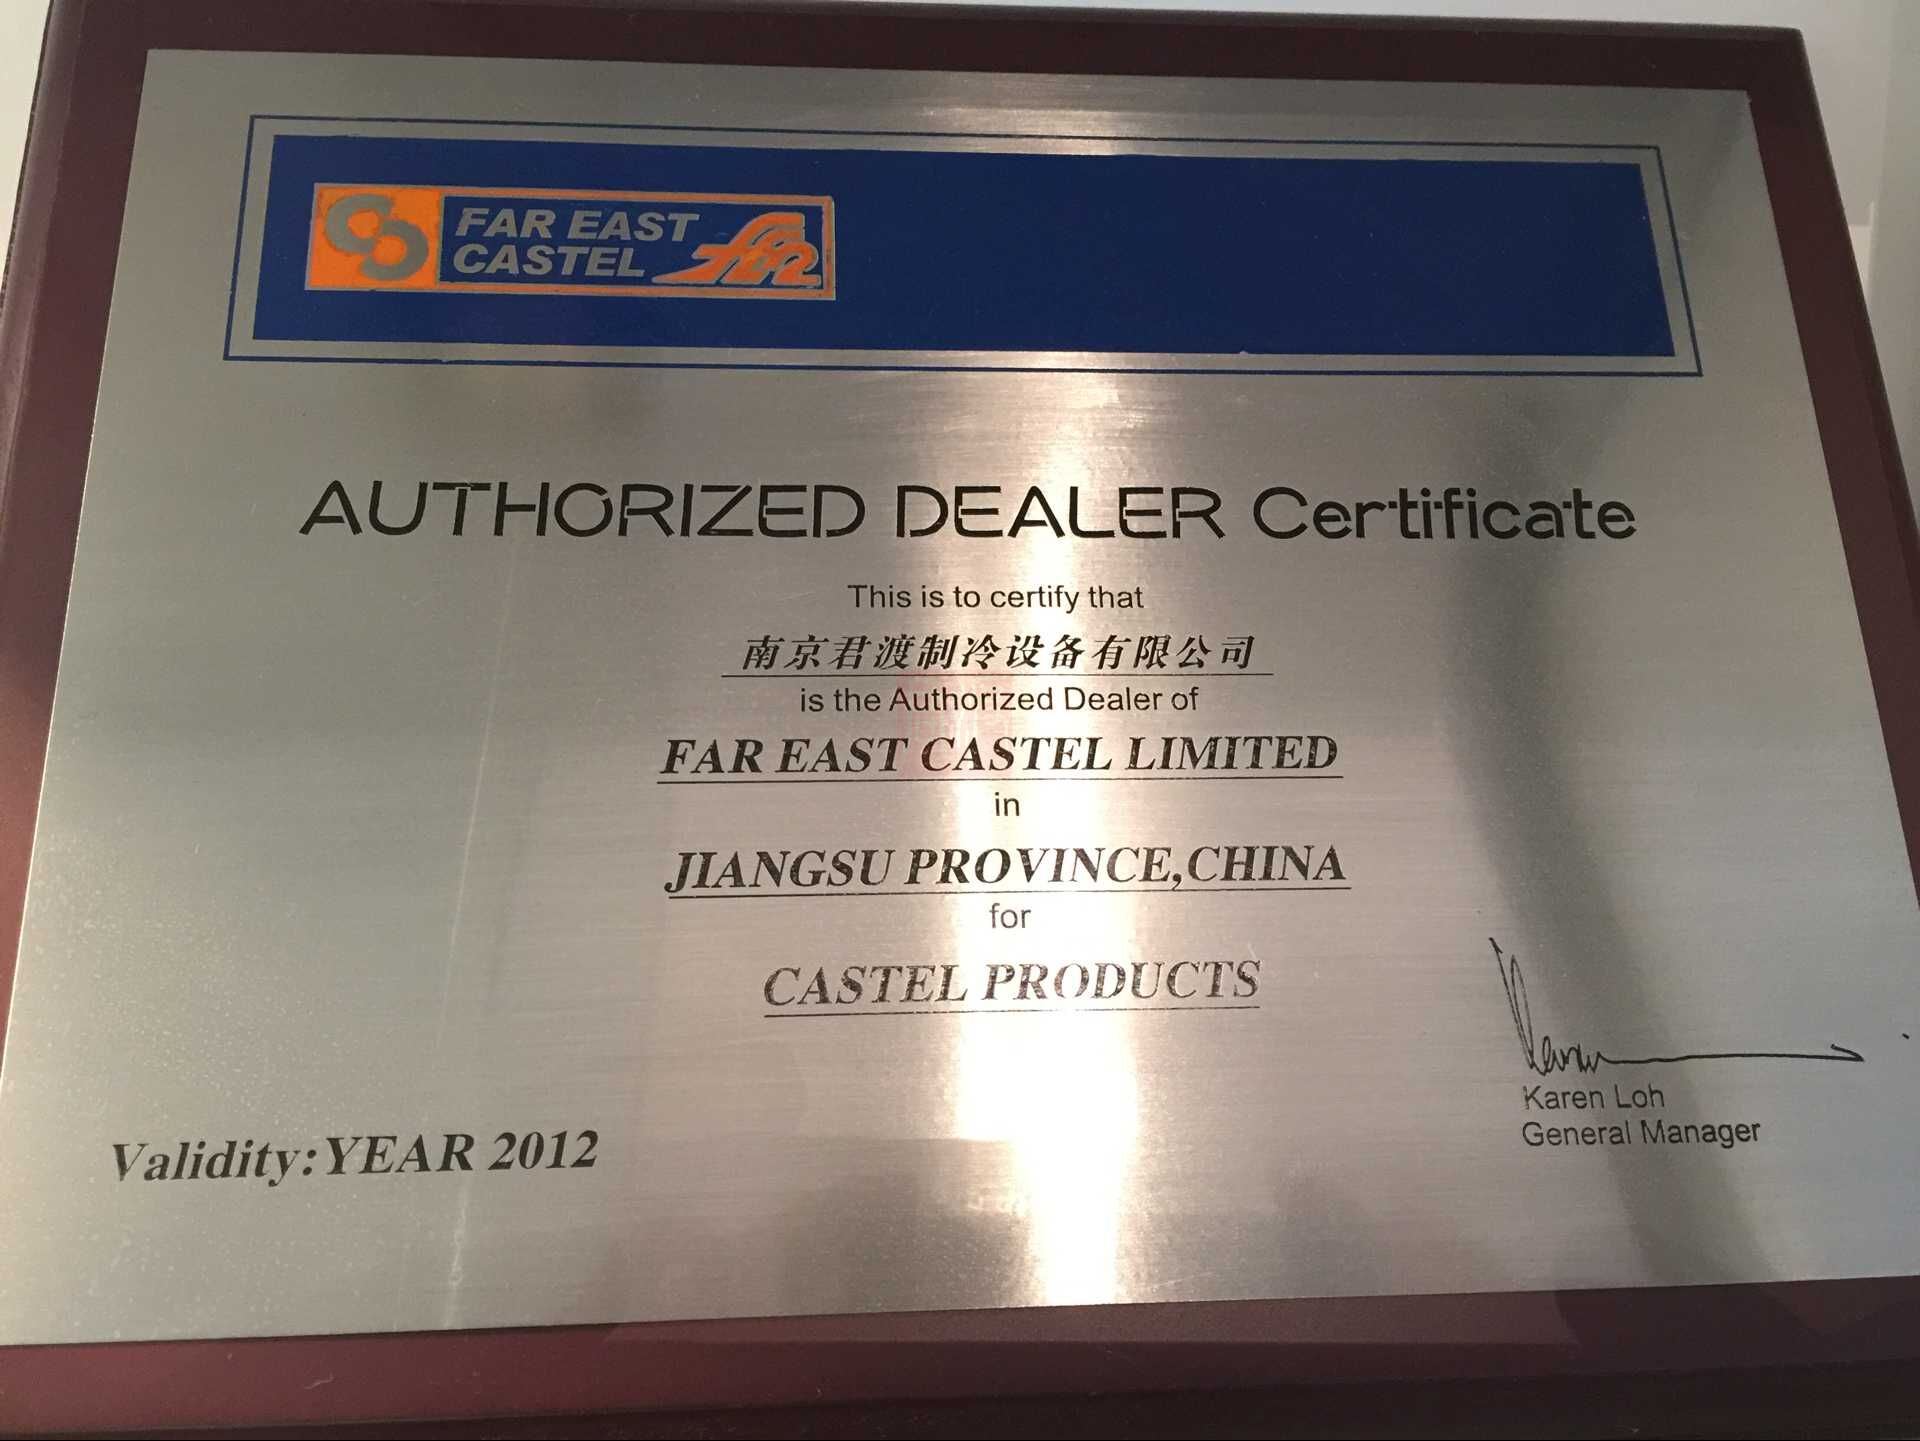 FAR EAST
CASTEL
AUTHORIZED DEALER Certificate
This is to certify that
南京君渡制冷设备有限公司
is the Authorized Dealer of
FAR EAST CASTEL LIMITED
in
JIANGSU PROVINCE,CHINA
for
CASTEL PRODUCTS
Karen Loh
General Manager
Validity:YEAR 2012